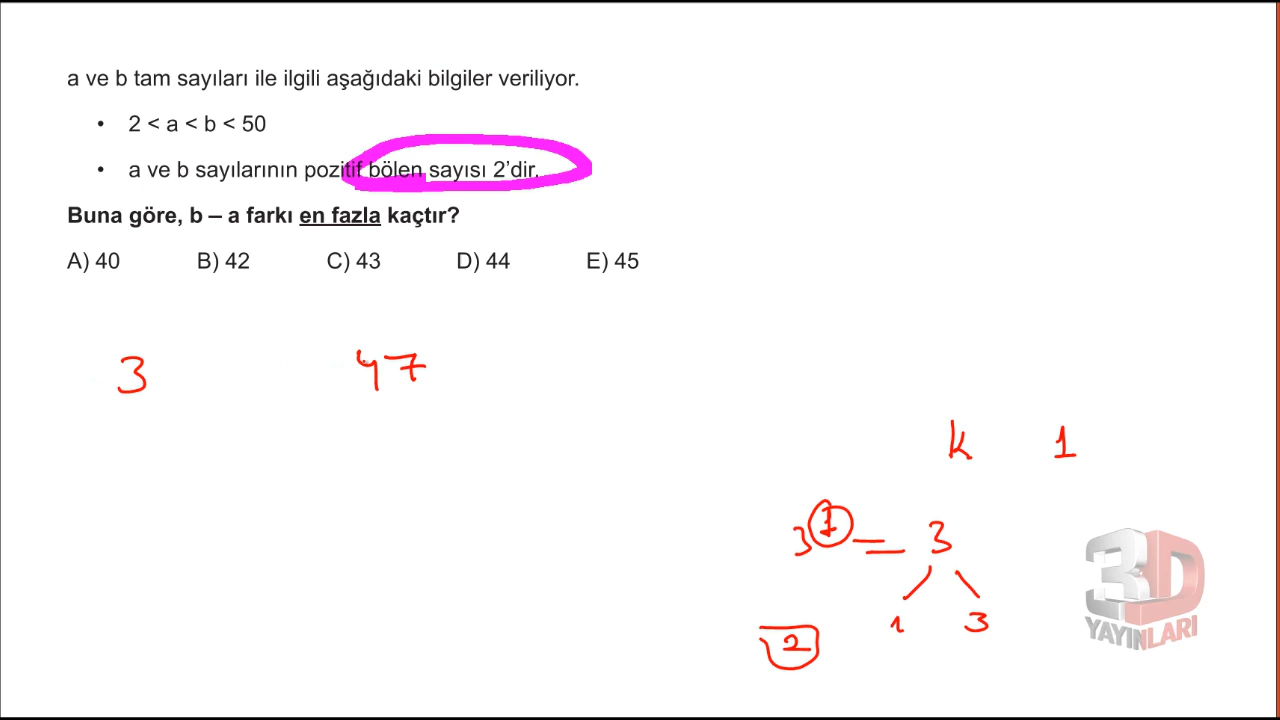 a ve b tam sayıları ile ilgili aşağıdaki bilgiler veriliyor.
• 2 < a < b < 50
• a ve b sayılarının pozitif bölen sayısı 2'dir.
Buna göre, b – a farkı en fazla kaçtır?
A) 40 B) 42 C) 43 D) 44 E) 45
3 47
k 1
3 1 = 3
1 3
2
3D
YAYINLARI